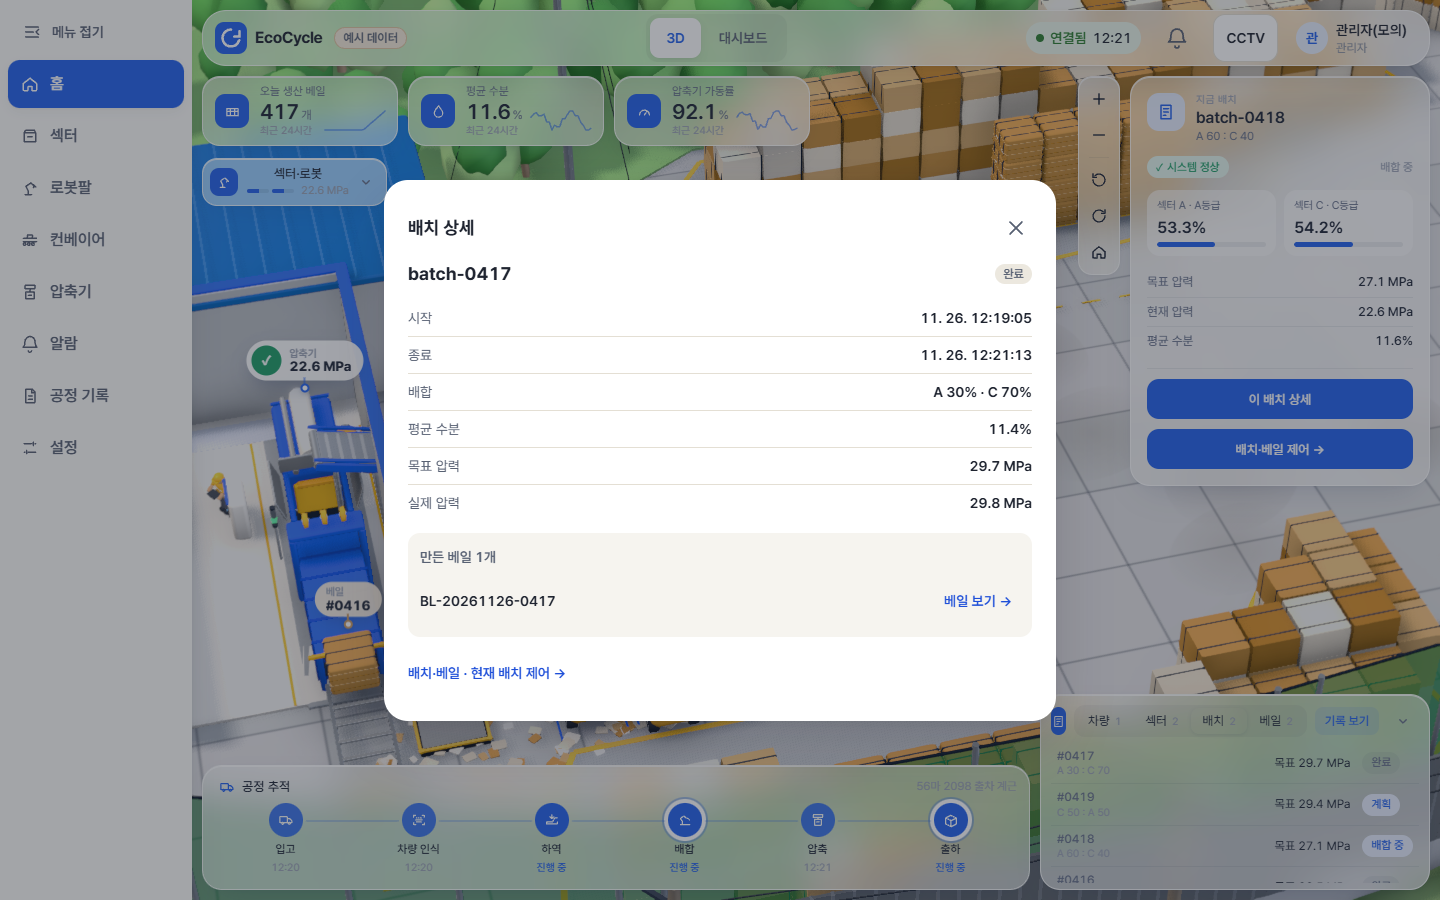 메뉴 접기
홈
섹터
로봇팔
컨베이어
압축기
알람
공정 기록
설정
EcoCycle
예시 데이터
3D
대시보드
연결됨 12:21
CCTV
관
관리자(모의)
관리자
오늘 생산 베일
417개
최근 24시간
평균 수분
11.6%
최근 24시간
압축기 가동률
92.1%
최근 24시간
섹터·로봇
22.6 MPa
압축기
22.6 MPa
베일
#0416
지금 배치
batch-0418
A 60 : C 40
✓ 시스템 정상
배합 중
섹터 A · A등급
53.3%
섹터 C · C등급
54.2%
목표 압력
27.1 MPa
현재 압력
22.6 MPa
평균 수분
11.6%
이 배치 상세
배치·베일 제어 →
배치 상세
batch-0417
완료
시작
11. 26. 12:19:05
종료
11. 26. 12:21:13
배합
A 30% · C 70%
평균 수분
11.4%
목표 압력
29.7 MPa
실제 압력
29.8 MPa
만든 베일 1개
BL-20261126-0417
베일 보기 →
배치·베일 · 현재 배치 제어 →
공정 추적
입고
12:20
차량 인식
12:20
하역
진행 중
배합
진행 중
압축
12:21
출하
진행 중
차량 1
섹터 2
배치 2
베일 2
기록 보기
#0417
A 30 : C 70
목표 29.7 MPa
완료
#0419
C 50 : A 50
목표 29.4 MPa
계획
#0418
A 60 : C 40
목표 27.1 MPa
배합 중
#0416